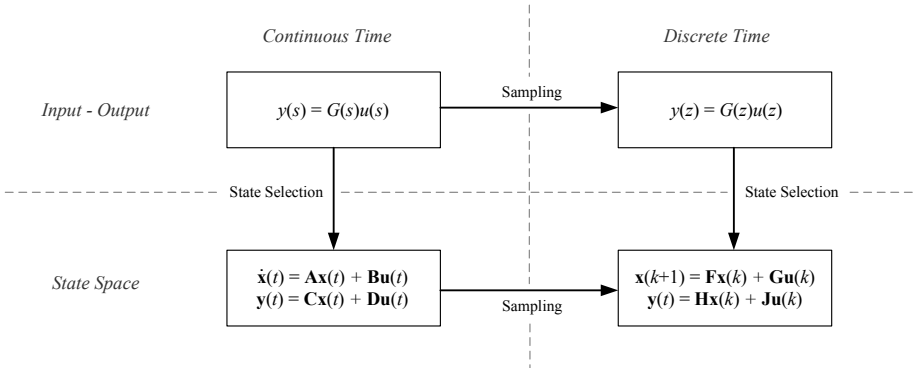 Continuous Time
Discrete Time
Input - Output
y(s) = G(s)u(s)
Sampling
y(z) = G(z)u(z)
State Selection
State Selection
State Space
ẋ(t) = Ax(t) + Bu(t)
y(t) = Cx(t) + Du(t)
Sampling
x(k+1) = Fx(k) + Gu(k)
y(t) = Hx(k) + Ju(k)